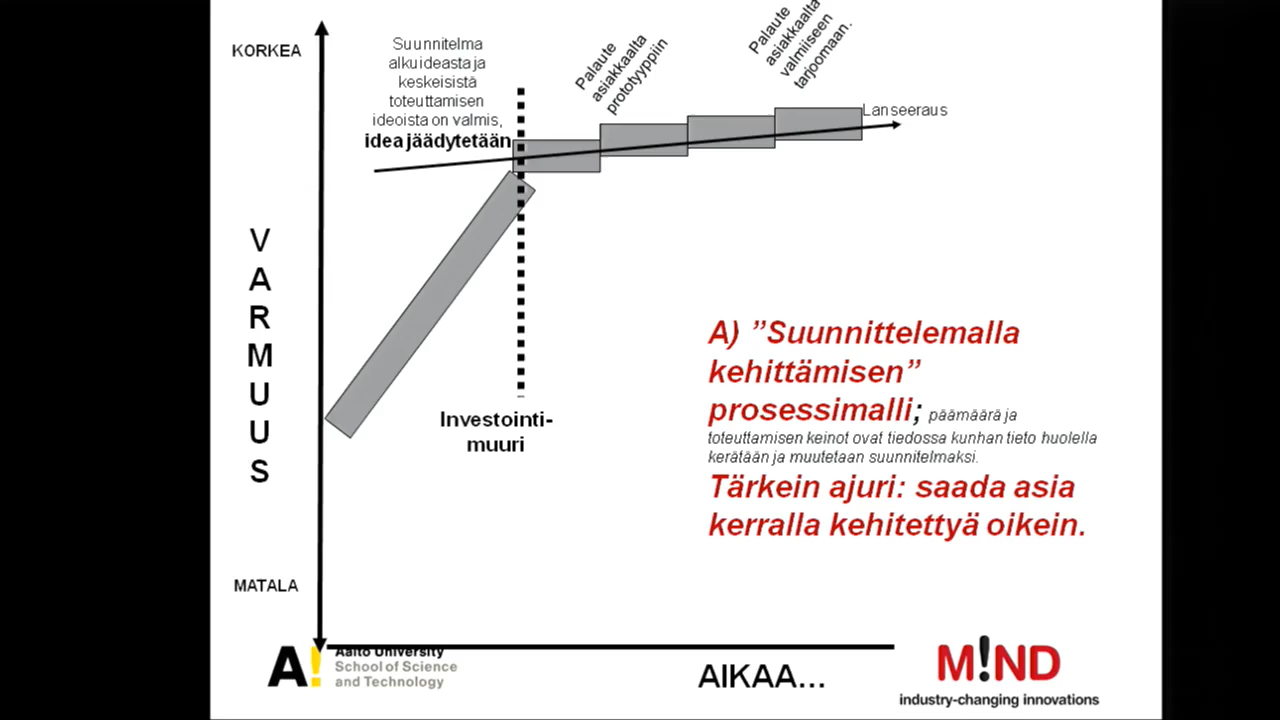 KORKEA
Suunnitelma
alkuideasta ja
keskeisistä
toteuttamisen
ideoista on valmis,
idea jäädytetään
Palaute
asiakkaalta
prototyyppiin
Palaute
asiakkaalta
valmiiseen
tarjoomaan.
Lanseeraus
V
A
R
M
U
U
S
Investointi-
muuri
A) ”Suunnittelemalla
kehittämisen”
prosessimalli; päämäärä ja
toteuttamisen keinot ovat tiedossa kunhan tieto huolella
kerätään ja muutetaan suunnitelmaksi.
Tärkein ajuri: saada asia
kerralla kehitettyä oikein.
MATALA
A!
Aalto University
School of Science
and Technology
AIKAA...
M!ND
industry-changing innovations